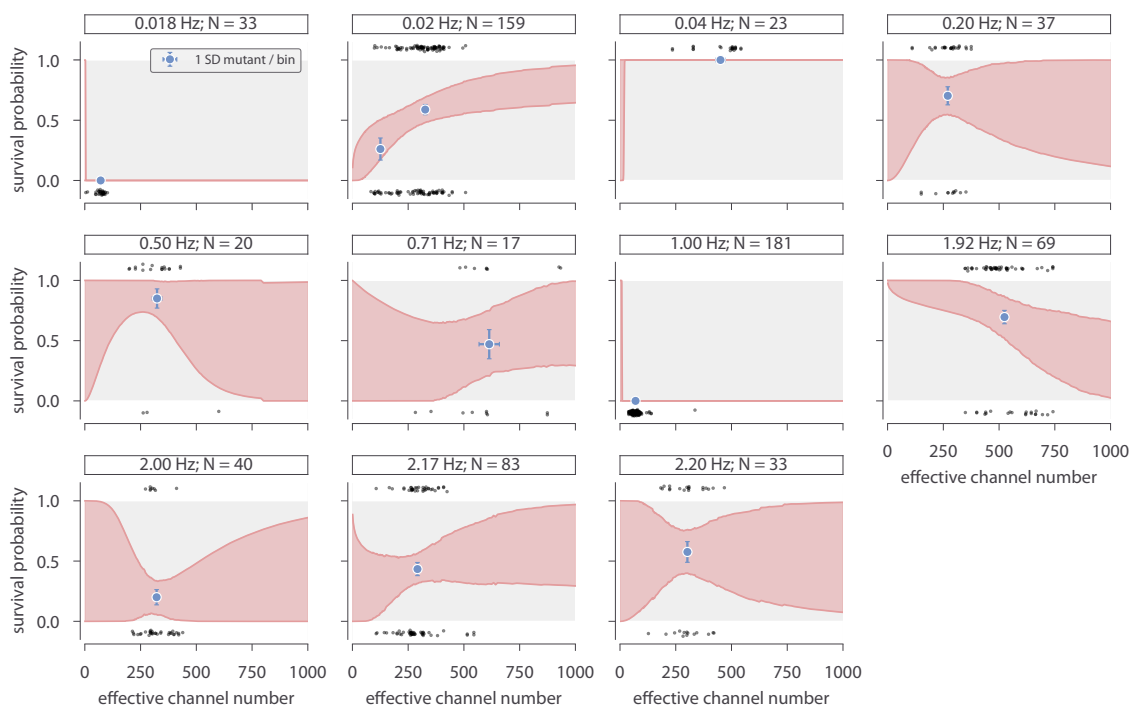 0.018 Hz; N = 33
0.02 Hz; N = 159
0.04 Hz; N = 23
0.20 Hz; N = 37
survival probability
1.0
0.5
0.0
1 SD mutant / bin
0.50 Hz; N = 20
0.71 Hz; N = 17
1.00 Hz; N = 181
1.92 Hz; N = 69
survival probability
1.0
0.5
0.0
0 250 500 750 1000
effective channel number
2.00 Hz; N = 40
2.17 Hz; N = 83
2.20 Hz; N = 33
survival probability
1.0
0.5
0.0
0 250 500 750 1000
effective channel number
0 250 500 750 1000
effective channel number
0 250 500 750 1000
effective channel number